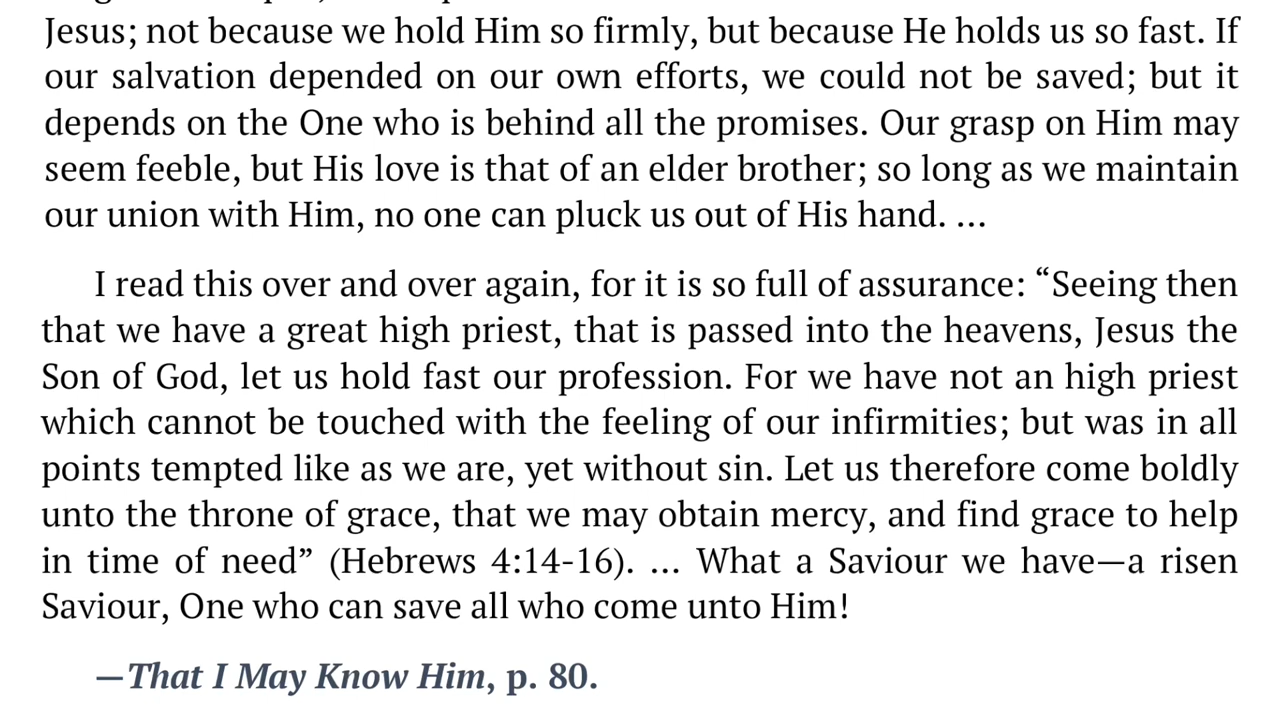 Jesus; not because we hold Him so firmly, but because He holds us so fast. If
our salvation depended on our own efforts, we could not be saved; but it
depends on the One who is behind all the promises. Our grasp on Him may
seem feeble, but His love is that of an elder brother; so long as we maintain
our union with Him, no one can pluck us out of His hand. …
I read this over and over again, for it is so full of assurance: “Seeing then
that we have a great high priest, that is passed into the heavens, Jesus the
Son of God, let us hold fast our profession. For we have not an high priest
which cannot be touched with the feeling of our infirmities; but was in all
points tempted like as we are, yet without sin. Let us therefore come boldly
unto the throne of grace, that we may obtain mercy, and find grace to help
in time of need” (Hebrews 4:14-16). … What a Saviour we have—a risen
Saviour, One who can save all who come unto Him!
—That I May Know Him, p. 80.